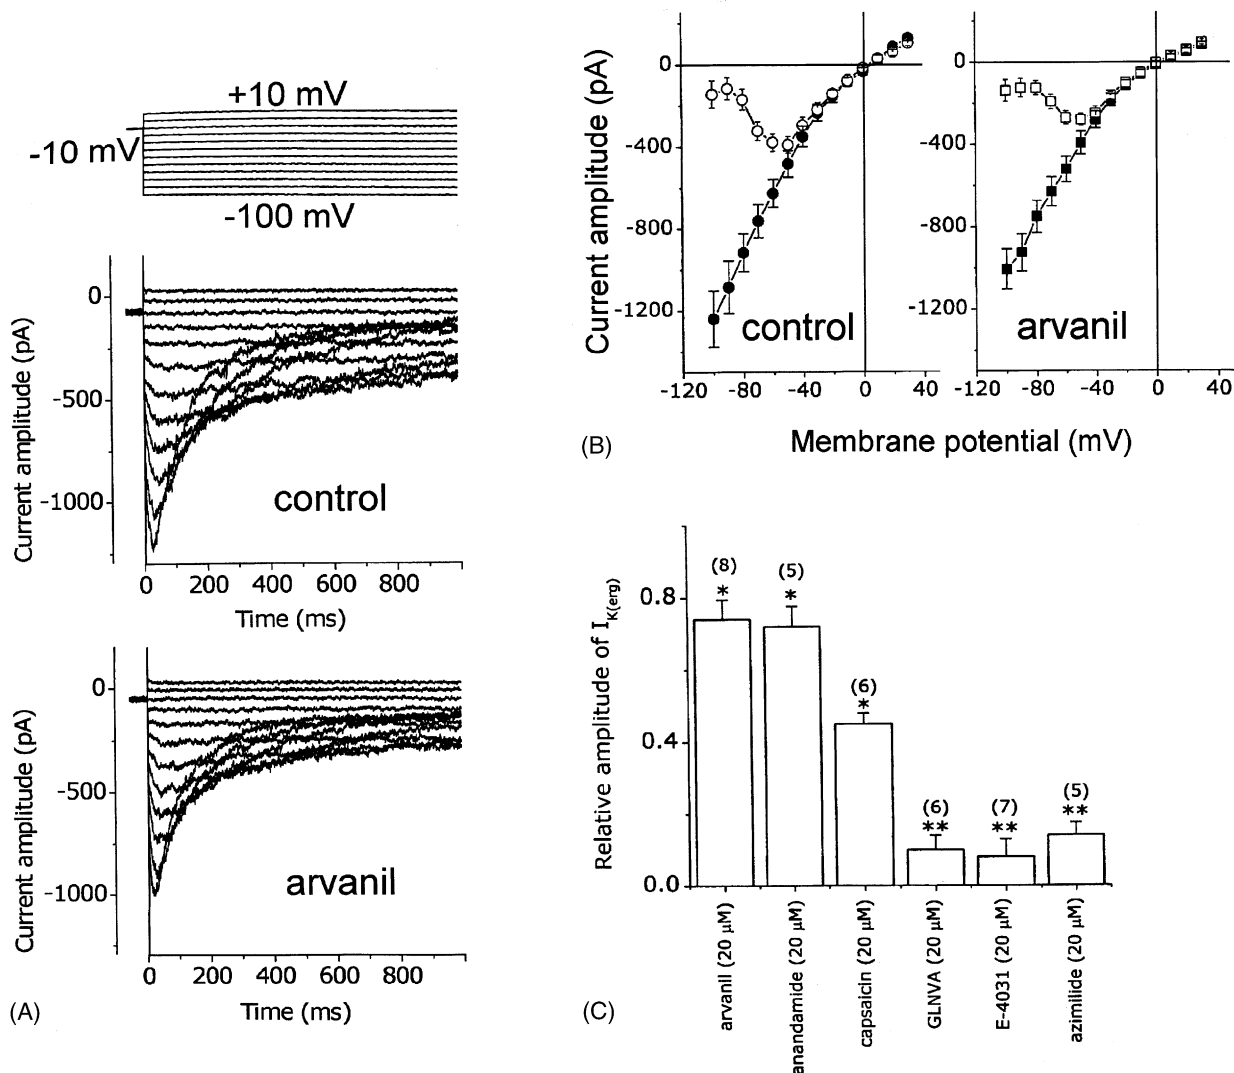 +10 mV
-10 mV
-100 mV
0
-500
-1000
Current amplitude (pA)
control
0 200 400 600 800
Time (ms)
0
-500
-1000
Current amplitude (pA)
arvanil
0 200 400 600 800
Time (ms)
(A)
0
-400
-800
-1200
Current amplitude (pA)
control
-120 -80 -40 0 40
0
-400
-800
-1200
arvanil
-120 -80 -40 0 40
Membrane potential (mV)
(B)
Relative amplitude of I K(erg)
0.8
0.4
0.0
(8)
*
(5)
*
(6)
*
(6)
**
(7)
**
(5)
**
arvanil (20 µM)
anandamide (20 µM)
capsaicin (20 µM)
GLNVA (20 µM)
E-4031 (20 µM)
azimilide (20 µM)
(C)